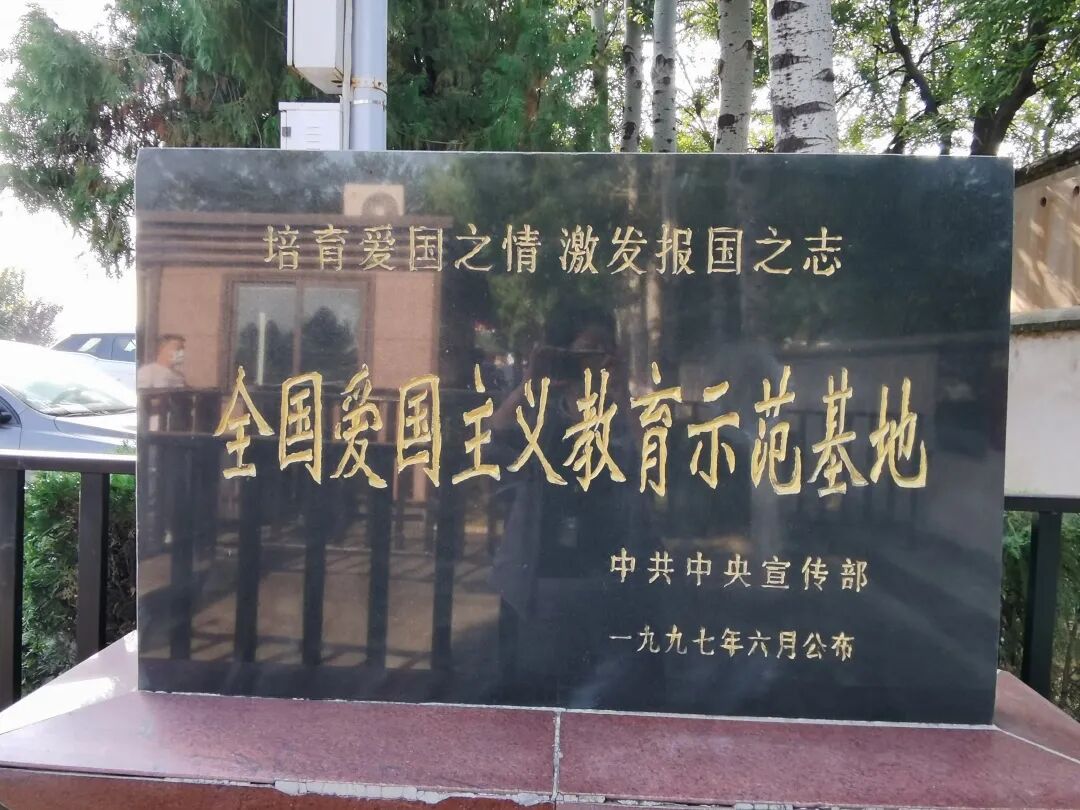 培育爱国之情 激发报国之志
全国爱国主义教育示范基地
中共中央宣传部
一九九七年六月公布